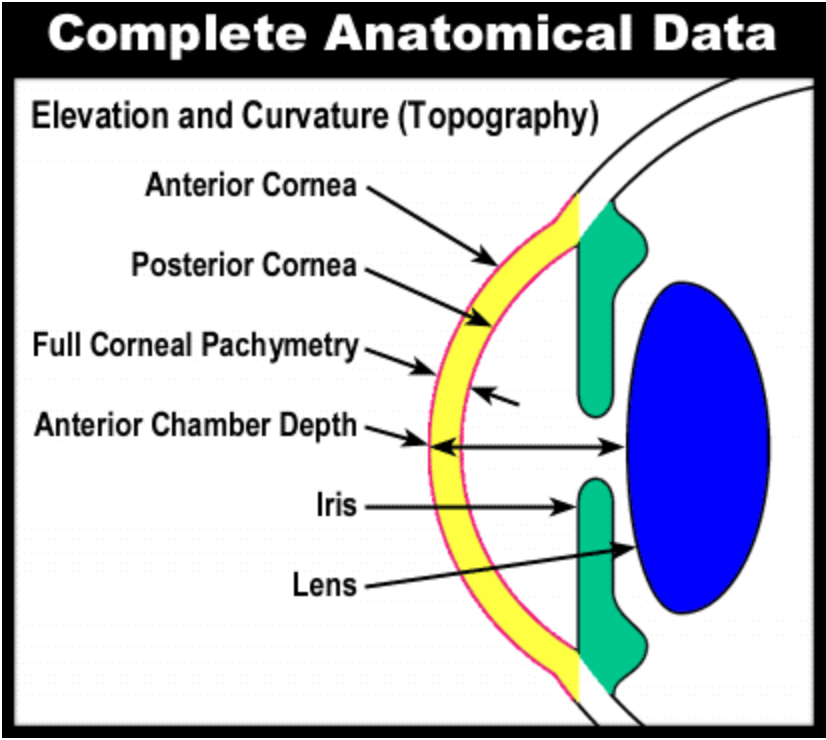 Complete Anatomical Data
Elevation and Curvature (Topography)
Anterior Cornea
Posterior Cornea
Full Corneal Pachymetry
Anterior Chamber Depth
Iris
Lens